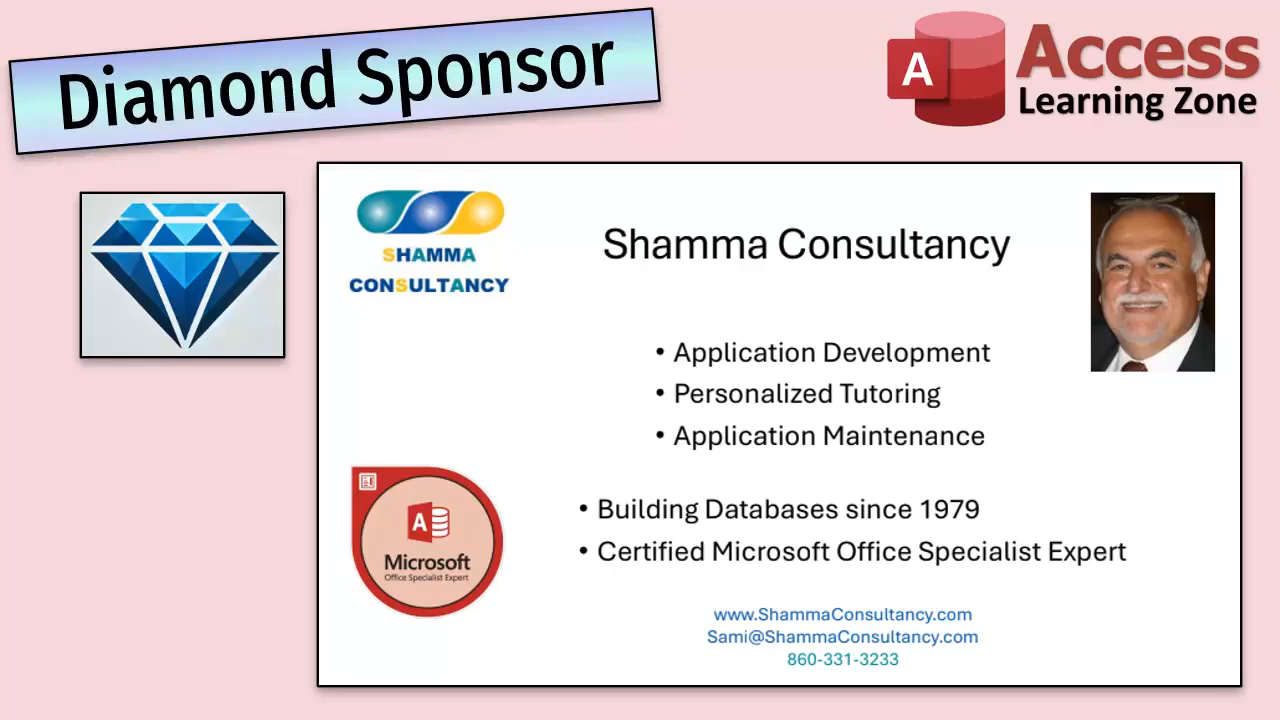 Diamond Sponsor
A
Access
Learning Zone
SHAMMA
CONSULTANCY
Shamma Consultancy
• Application Development
• Personalized Tutoring
• Application Maintenance
A
Microsoft
Office Specialist Expert
• Building Databases since 1979
• Certified Microsoft Office Specialist Expert
www.ShammaConsultancy.com
Sami@ShammaConsultancy.com
860-331-3233